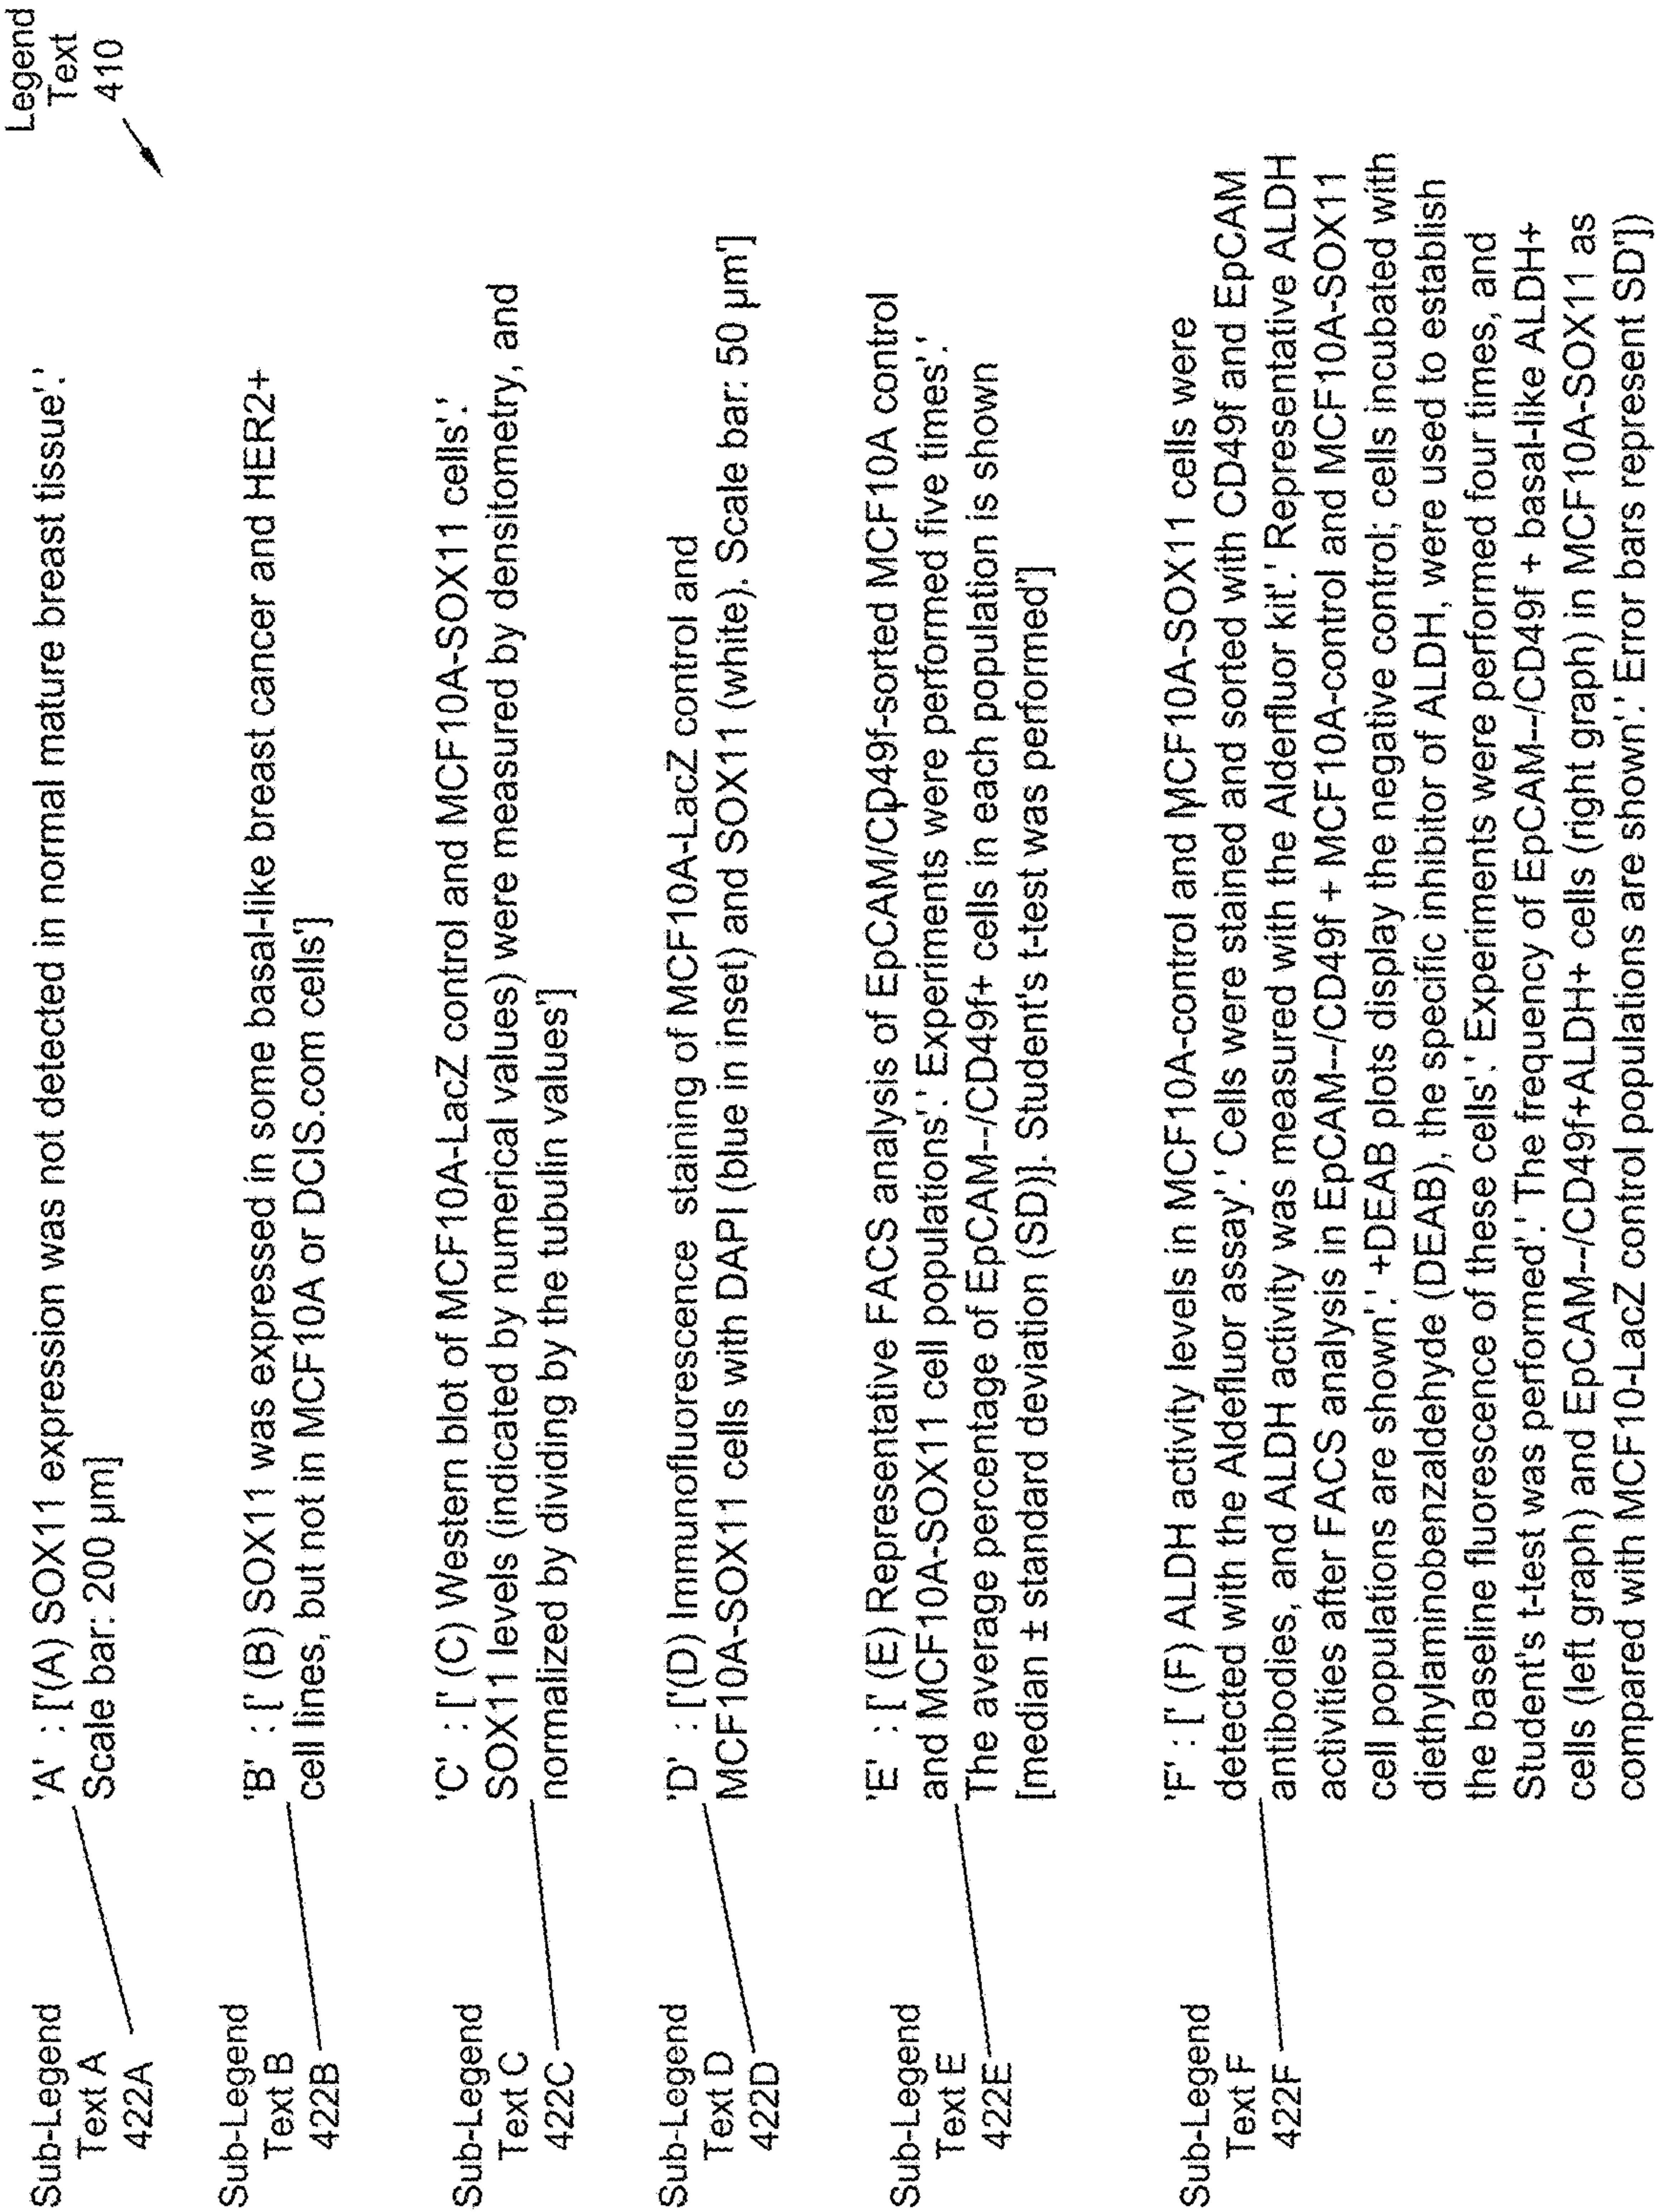 Legend
Text
410
Sub-Legend
Text A
422A
'A' : ['(A) SOX11 expression was not detected in normal mature breast tissue'.'
Scale bar: 200 µm]
Sub-Legend
Text B
422B
'B' : [' (B) SOX11 was expressed in some basal-like breast cancer and HER2+
cell lines, but not in MCF10A or DCIS.com cells']
Sub-Legend
Text C
422C
'C' : [' (C) Western blot of MCF10A-LacZ control and MCF10A-SOX11 cells'.'
SOX11 levels (indicated by numerical values) were measured by densitometry, and
normalized by dividing by the tubulin values']
Sub-Legend
Text D
422D
'D' : ['(D) Immunofluorescence staining of MCF10A-LacZ control and
MCF10A-SOX11 cells with DAPI (blue in inset) and SOX11 (white). Scale bar: 50 µm']
Sub-Legend
Text E
422E
'E' : [' (E) Representative FACS analysis of EpCAM/CD49f-sorted MCF10A control
and MCF10A-SOX11 cell populations'.' Experiments were performed five times'.'
The average percentage of EpCAM--/CD49f+ cells in each population is shown
[median ± standard deviation (SD)]. Student's t-test was performed']
Sub-Legend
Text F
422F
'F' : [' (F) ALDH activity levels in MCF10A-control and MCF10A-SOX11 cells were
detected with the Aldefluor assay'.' Cells were stained and sorted with CD49f and EpCAM
antibodies, and ALDH activity was measured with the Aldenfluor kit'.' Representative ALDH
activities after FACS analysis in EpCAM--/CD49f + MCF10A-control and MCF10A-SOX11
cell populations are shown'.' +DEAB plots display the negative control; cells incubated with
diethylaminobenzaldehyde (DEAB), the specific inhibitor of ALDH, were used to establish
the baseline fluorescence of these cells'.' Experiments were performed four times, and
Student's t-test was performed'.' The frequency of EpCAM--/CD49f + basal-like ALDH+
cells (left graph) and EpCAM--/CD49f+ALDH+ cells (right graph) in MCF10A-SOX11 as
compared with MCF10-LacZ control populations are shown'.' Error bars represent SD'])